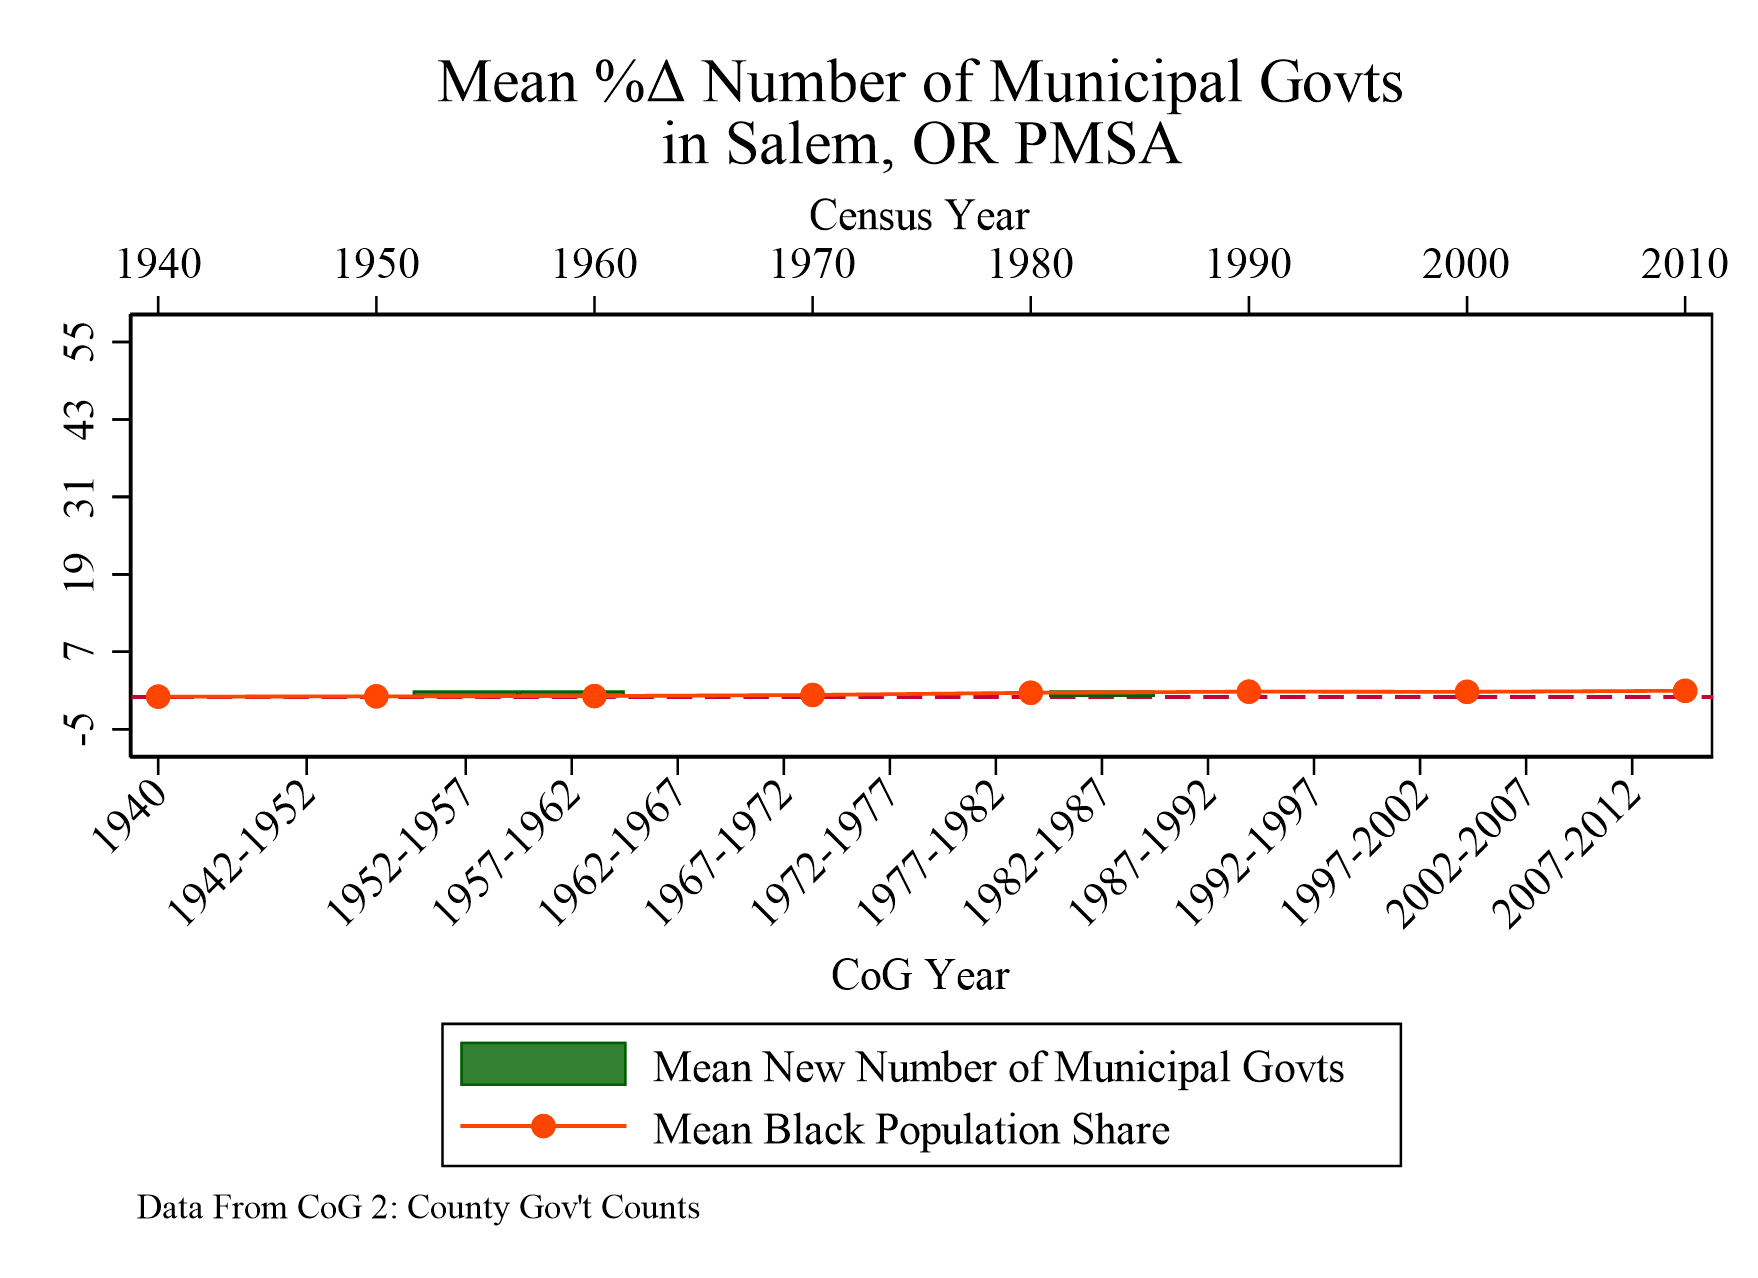 Mean %Δ Number of Municipal Govts
in Salem, OR PMSA
Census Year
1940 1950 1960 1970 1980 1990 2000 2010
55
43
31
19
7
-5
1940 1942-1952 1952-1957 1957-1962 1962-1967 1967-1972 1972-1977 1977-1982 1982-1987 1987-1992 1992-1997 1997-2002 2002-2007 2007-2012
CoG Year
Mean New Number of Municipal Govts
Mean Black Population Share
Data From CoG 2: County Gov't Counts